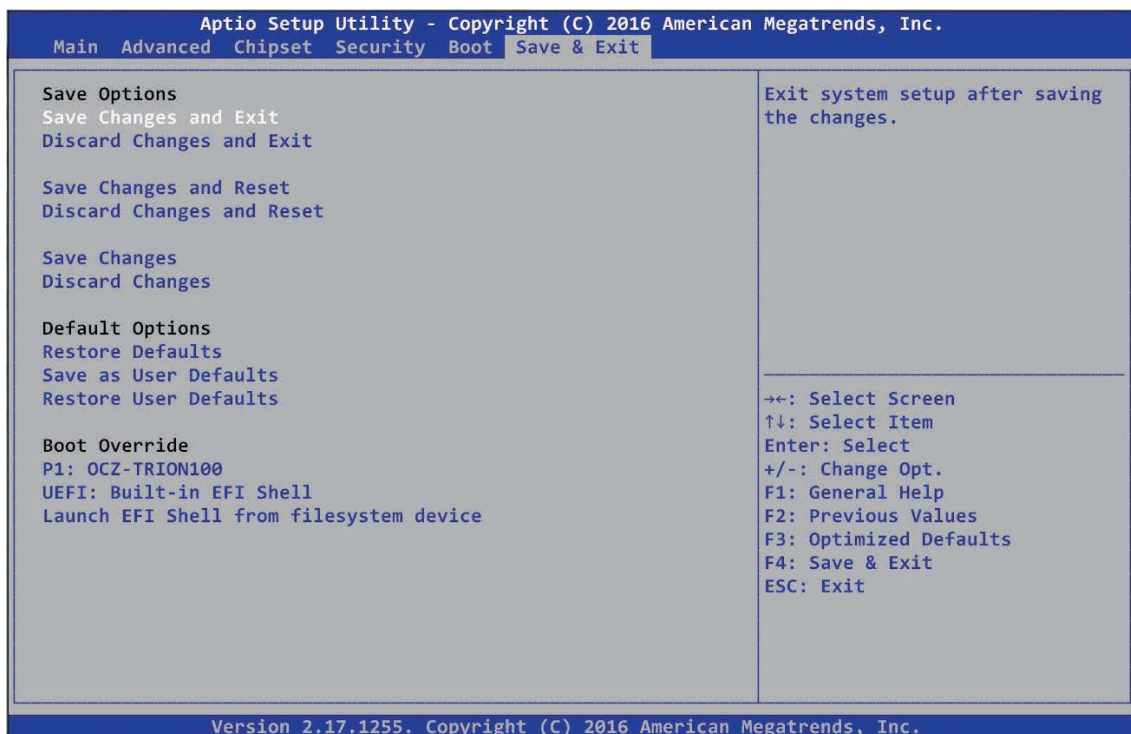 Aptio Setup Utility - Copyright (C) 2016 American Megatrends, Inc.
Main Advanced Chipset Security Boot Save & Exit
Save Options
Save Changes and Exit
Discard Changes and Exit
Save Changes and Reset
Discard Changes and Reset
Save Changes
Discard Changes
Default Options
Restore Defaults
Save as User Defaults
Restore User Defaults
Boot Override
P1: OCZ-TRION100
UEFI: Built-in EFI Shell
Launch EFI Shell from filesystem device
Exit system setup after saving
the changes.
→←: Select Screen
↑↓: Select Item
Enter: Select
+/-: Change Opt.
F1: General Help
F2: Previous Values
F3: Optimized Defaults
F4: Save & Exit
ESC: Exit
Version 2.17.1255. Copyright (C) 2016 American Megatrends, Inc.